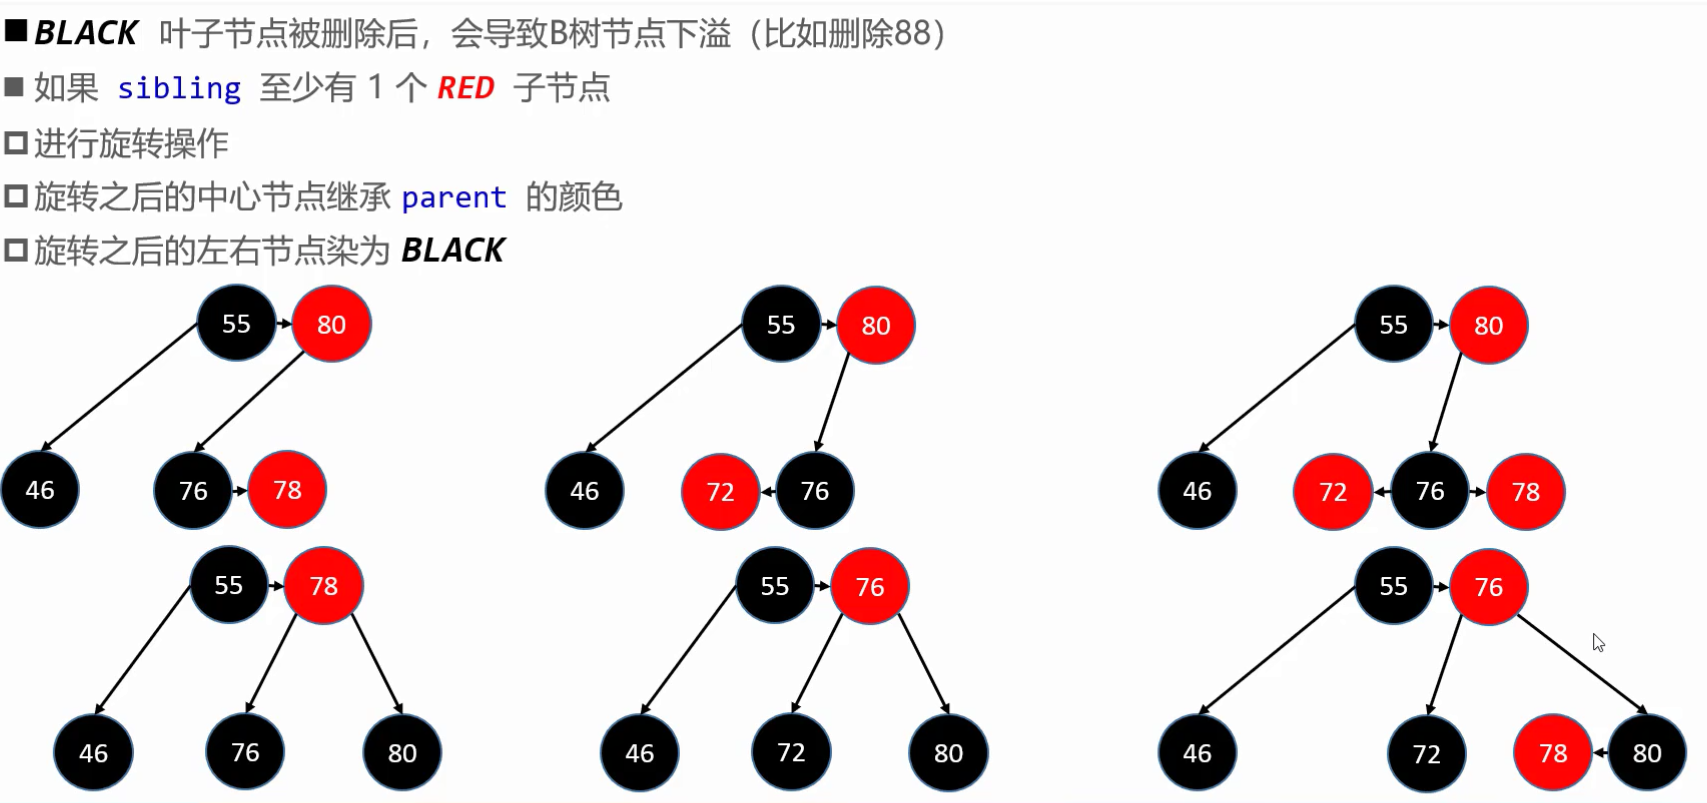 BLACK 叶子节点被删除后，会导致B树节点下溢（比如删除88）
如果 sibling 至少有 1 个 RED 子节点
进行旋转操作
旋转之后的中心节点继承 parent 的颜色
旋转之后的左右节点染为 BLACK
55 80 55 80 55 80
46 76 78 46 72 76 46 72 76 78
55 78 55 76 55 76
46 76 80 46 72 80 46 72 78 80